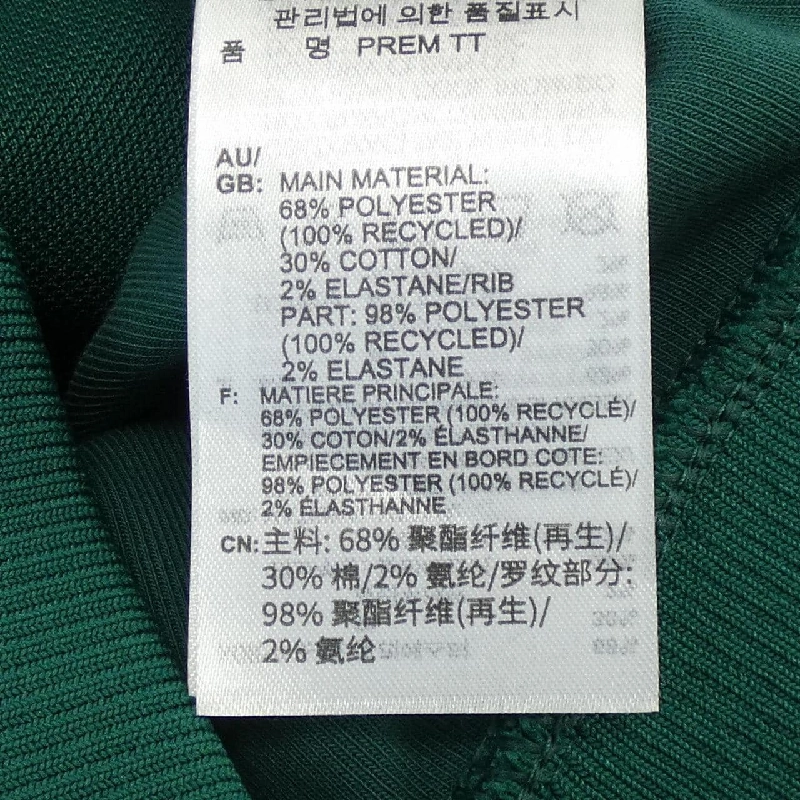 관리법에 의한 품질표시
품 명 PREM TT
AU/
GB: MAIN MATERIAL:
68% POLYESTER
(100% RECYCLED)/
30% COTTON/
2% ELASTANE/RIB
PART: 98% POLYESTER
(100% RECYCLED)/
2% ELASTANE
F: MATIERE PRINCIPALE:
68% POLYESTER (100% RECYCLÉ)/
30% COTON/2% ÉLASTHANNE/
EMPIECEMENT EN BORD COTE:
98% POLYESTER (100% RECYCLÉ)/
2% ÉLASTHANNE
CN: 主料: 68% 聚酯纤维(再生)/
30% 棉/2% 氨纶/罗纹部分:
98% 聚酯纤维(再生)/
2% 氨纶